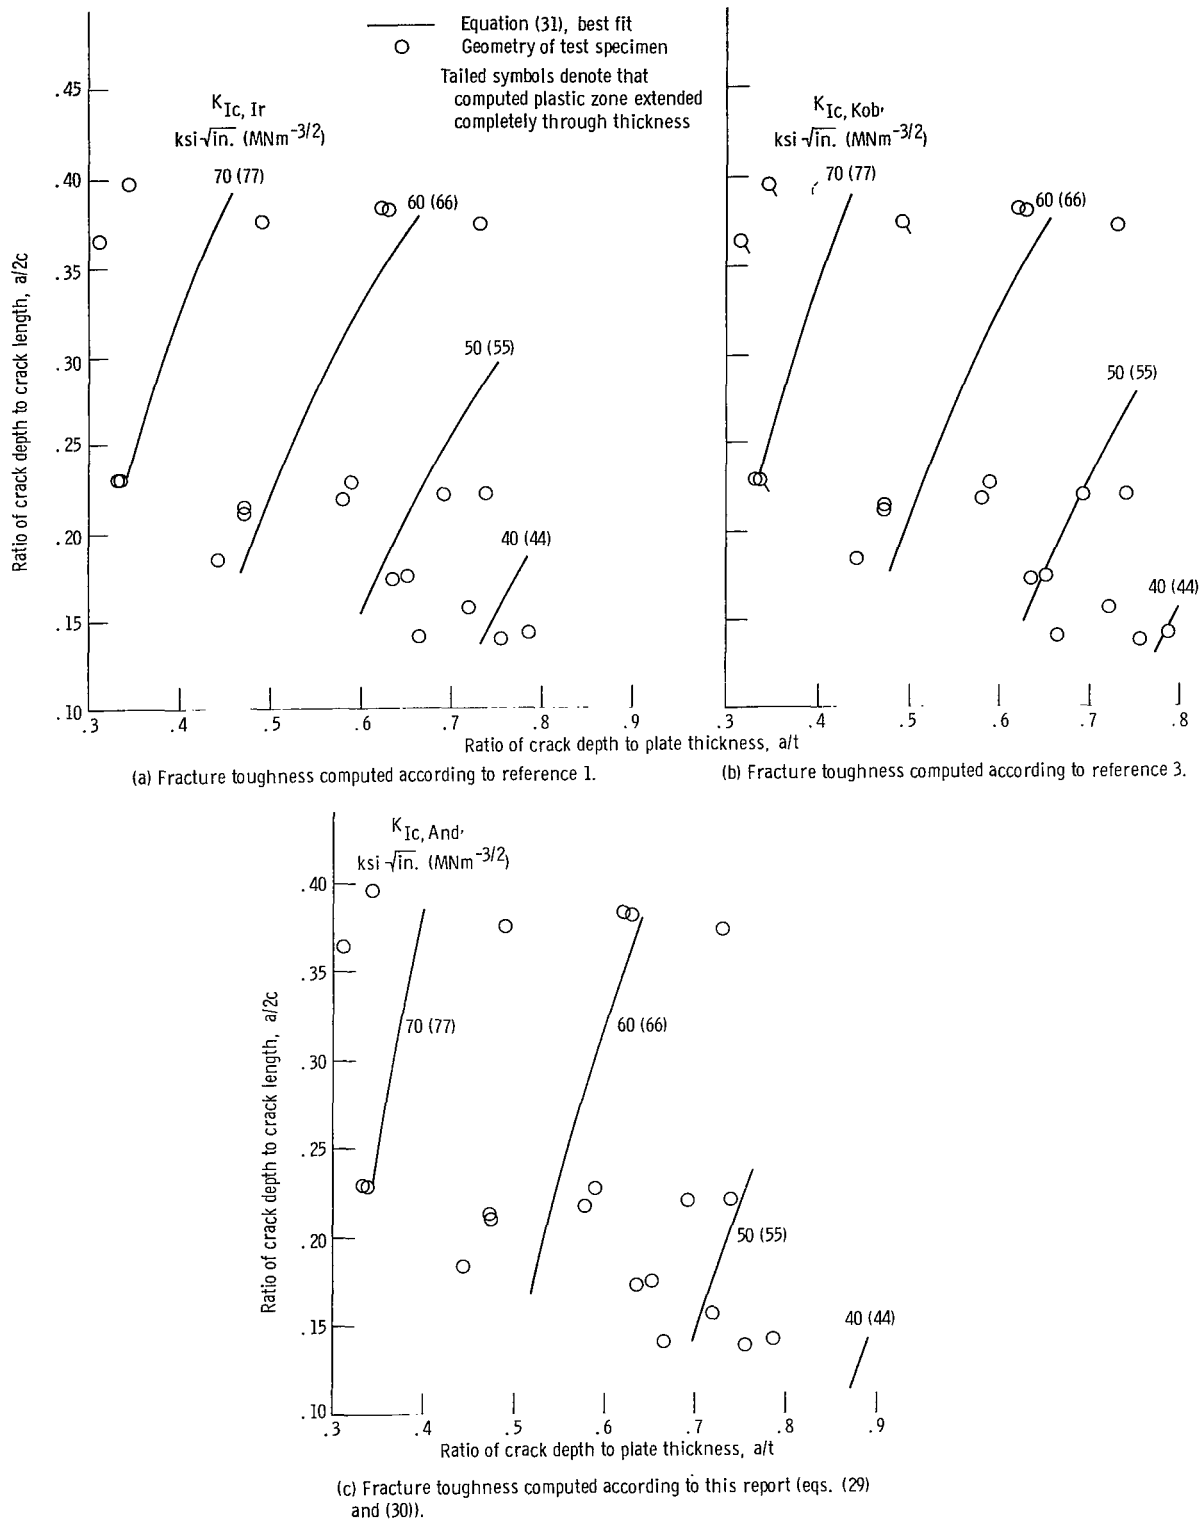 Equation (31), best fit
Geometry of test specimen
Tailed symbols denote that
computed plastic zone extended
completely through thickness
K_Ic, Ir
ksi √in. (MNm^-3/2)
70 (77)
60 (66)
50 (55)
40 (44)
.45
.40
.35
.30
.25
.20
.15
.10
Ratio of crack depth to crack length, a/2c
.3 .4 .5 .6 .7 .8 .9
K_Ic, Kob,
ksi √in. (MNm^-3/2)
70 (77)
60 (66)
50 (55)
40 (44)
.3 .4 .5 .6 .7 .8
Ratio of crack depth to plate thickness, a/t
(a) Fracture toughness computed according to reference 1.
(b) Fracture toughness computed according to reference 3.
K_Ic, And,
ksi √in. (MNm^-3/2)
70 (77)
60 (66)
50 (55)
40 (44)
.40
.35
.30
.25
.20
.15
.10
Ratio of crack depth to crack length, a/2c
.3 .4 .5 .6 .7 .8 .9
Ratio of crack depth to plate thickness, a/t
(c) Fracture toughness computed according to this report (eqs. (29)
and (30)).